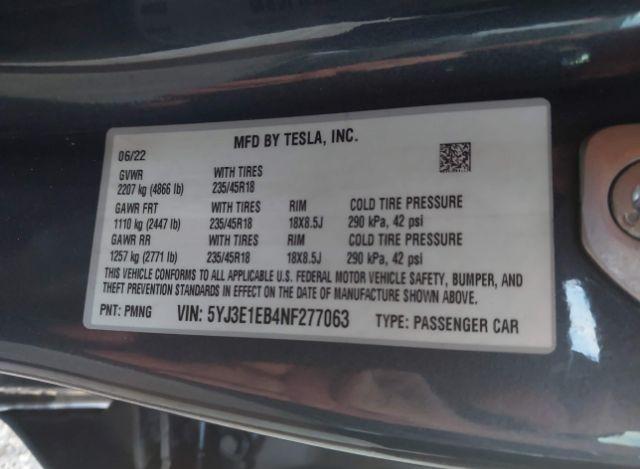 MFD BY TESLA, INC.
06/22
GVWR WITH TIRES
2207 kg (4866 lb) 235/45R18
GAWR FRT WITH TIRES RIM COLD TIRE PRESSURE
1110 kg (2447 lb) 235/45R18 18X8.5J 290 kPa, 42 psi
GAWR RR WITH TIRES RIM COLD TIRE PRESSURE
1257 kg (2771 lb) 235/45R18 18X8.5J 290 kPa, 42 psi
THIS VEHICLE CONFORMS TO ALL APPLICABLE U.S. FEDERAL MOTOR VEHICLE SAFETY, BUMPER, AND
THEFT PREVENTION STANDARDS IN EFFECT ON THE DATE OF MANUFACTURE SHOWN ABOVE.
PNT: PMNG VIN: 5YJ3E1EB4NF277063 TYPE: PASSENGER CAR